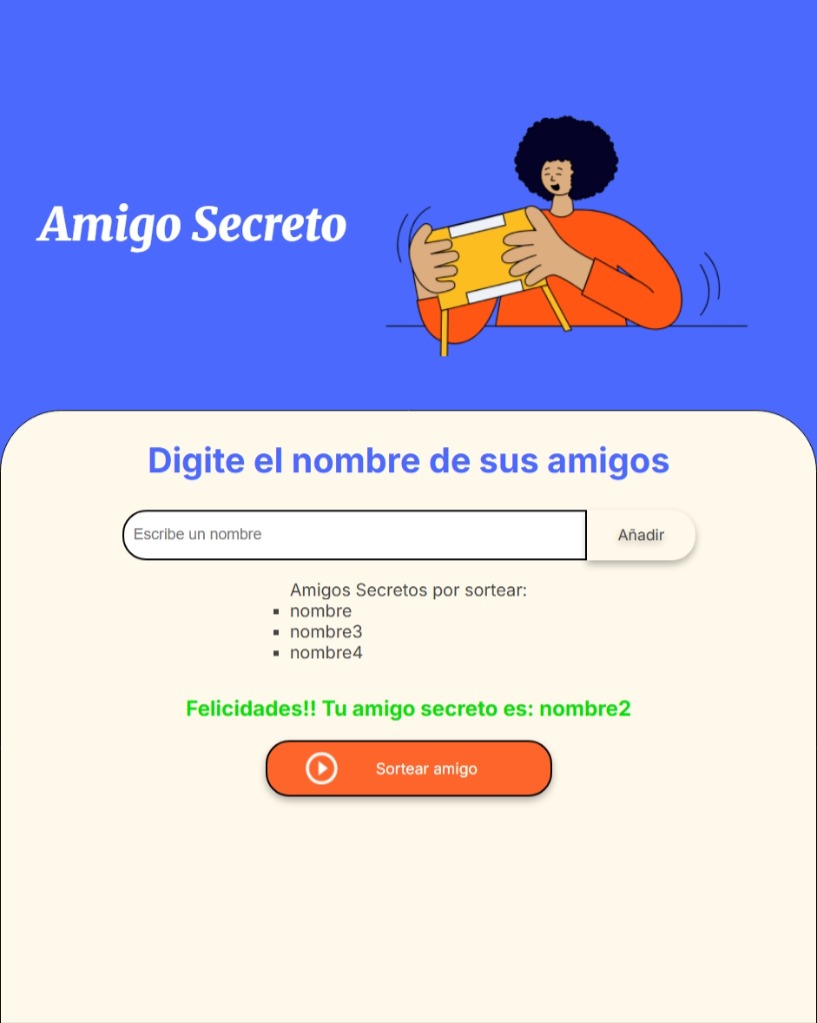 Amigo Secreto
Digite el nombre de sus amigos
Escribe un nombre
Añadir
Amigos Secretos por sortear:
nombre
nombre3
nombre4
Felicidades!! Tu amigo secreto es: nombre2
Sortear amigo